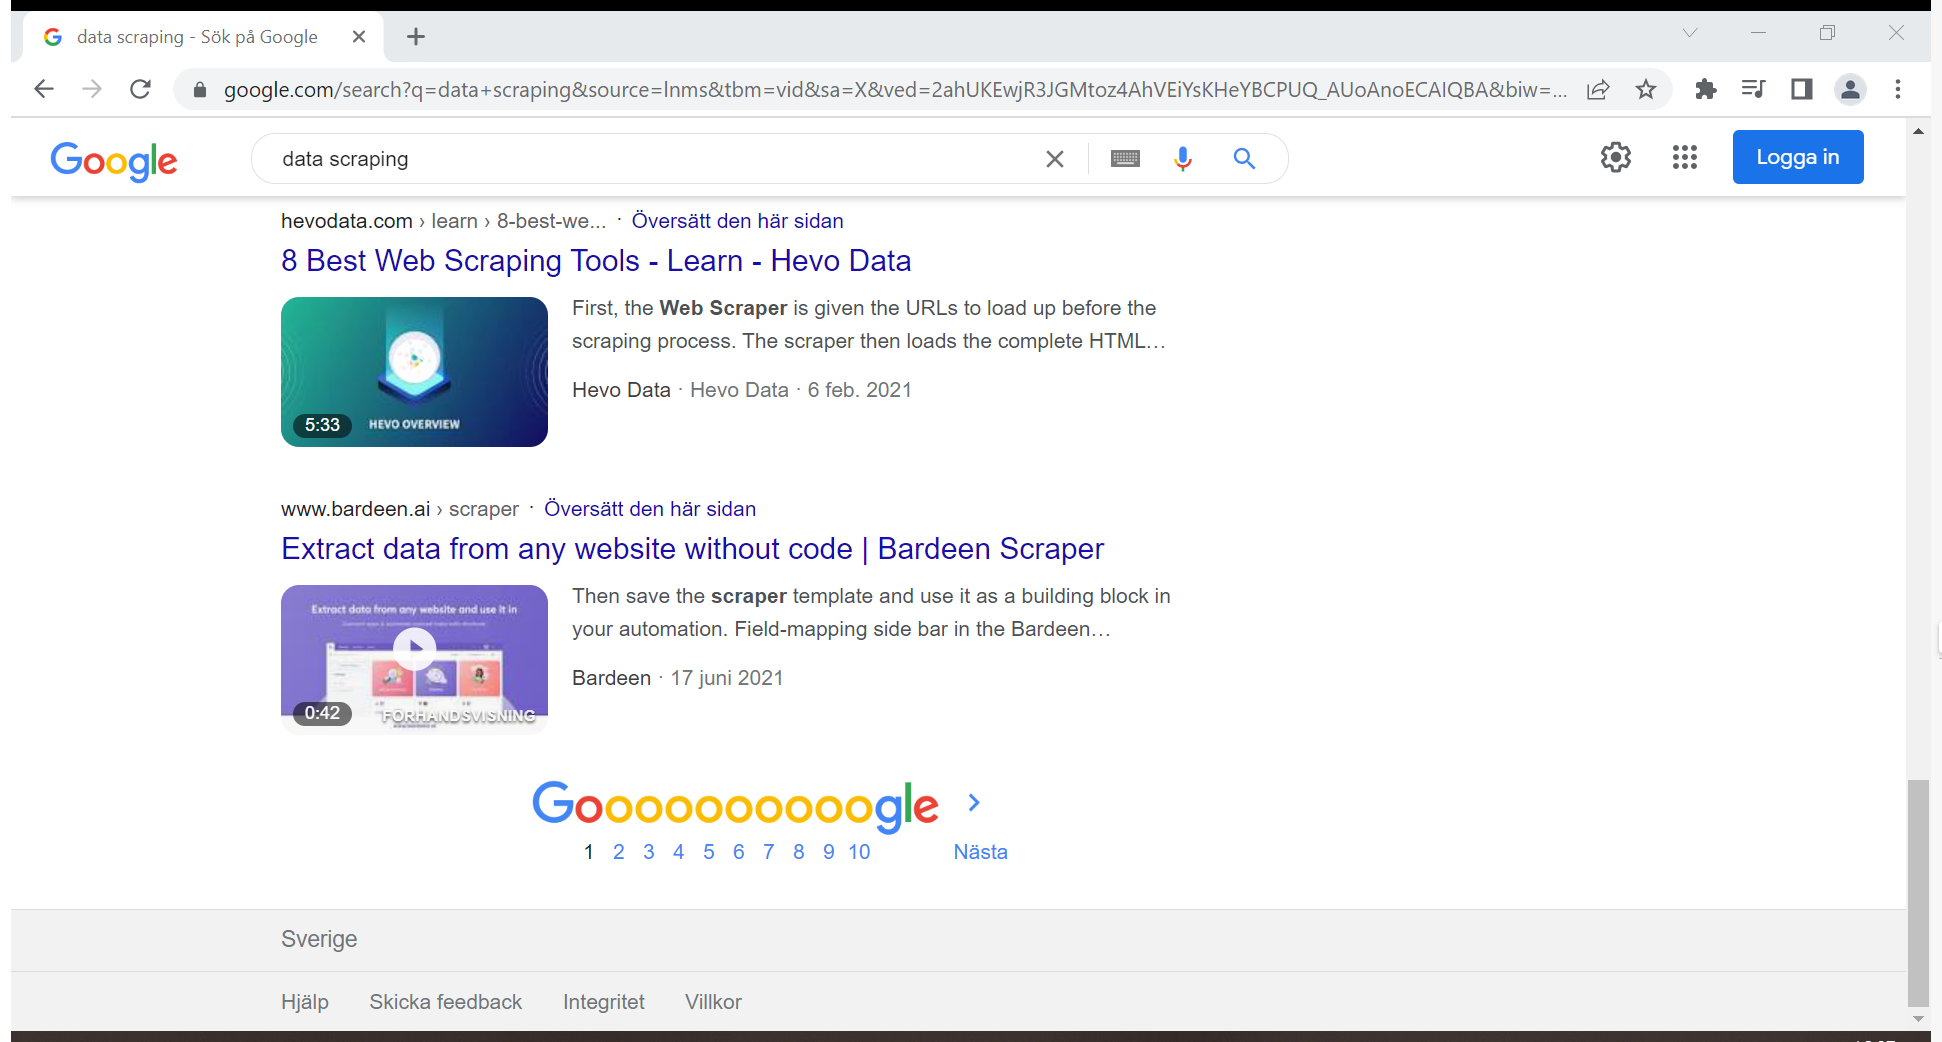 data scraping - Sök på Google
google.com/search?q=data+scraping&source=lnms&tbm=vid&sa=X&ved=2ahUKEwjR3JGMtoz4AhVEiYsKHeYBCPUQ_AUoAnoECAIQBA&biw=...
Google
data scraping
Logga in
hevodata.com › learn › 8-best-we... · Översätt den här sidan
8 Best Web Scraping Tools - Learn - Hevo Data
First, the Web Scraper is given the URLs to load up before the
scraping process. The scraper then loads the complete HTML...
Hevo Data · Hevo Data · 6 feb. 2021
5:33
HEVO OVERVIEW
www.bardeen.ai › scraper · Översätt den här sidan
Extract data from any website without code | Bardeen Scraper
Extract data from any website and use it in
Then save the scraper template and use it as a building block in
your automation. Field-mapping side bar in the Bardeen...
Bardeen · 17 juni 2021
0:42
FÖRHANDSVISNING
Goooooooooogle >
1 2 3 4 5 6 7 8 9 10 Nästa
Sverige
Hjälp Skicka feedback Integritet Villkor